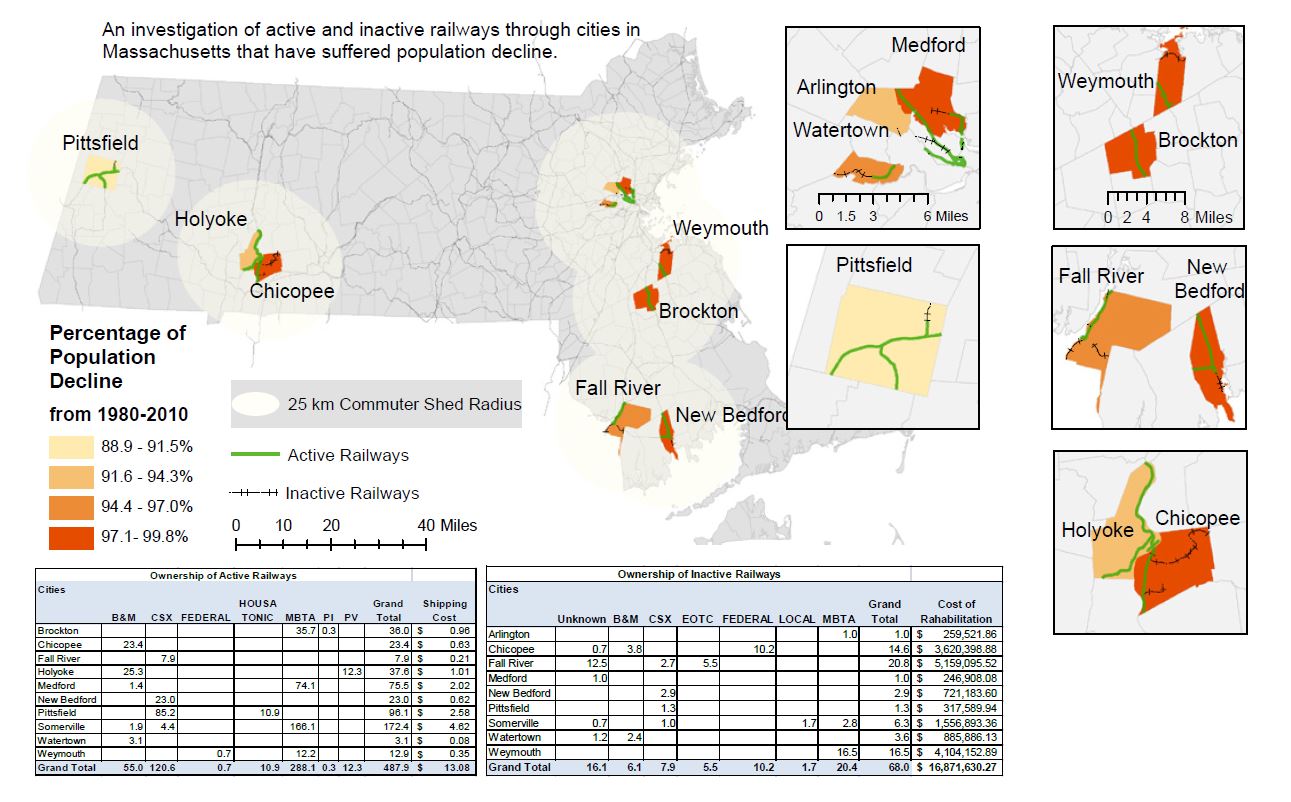 An investigation of active and inactive railways through cities in
Massachusetts that have suffered population decline.
Pittsfield
Holyoke
Chicopee
Weymouth
Brockton
Fall River
New Bedford
Percentage of
Population
Decline
from 1980-2010
88.9 - 91.5%
91.6 - 94.3%
94.4 - 97.0%
97.1- 99.8%
25 km Commuter Shed Radius
Active Railways
Inactive Railways
0 10 20 40 Miles
Medford
Arlington
Watertown
0 1.5 3 6 Miles
Weymouth
Brockton
0 2 4 8 Miles
Pittsfield
Fall River
New
Bedford
Holyoke
Chicopee
Ownership of Active Railways
Cities
B&M CSX FEDERAL HOUSA TONIC MBTA PI PV Grand Total Shipping Cost
Brockton 35.7 0.3 36.0 $ 0.96
Chicopee 23.4 23.4 $ 0.63
Fall River 7.9 7.9 $ 0.21
Holyoke 25.3 12.3 37.6 $ 1.01
Medford 1.4 74.1 75.5 $ 2.02
New Bedford 23.0 23.0 $ 0.62
Pittsfield 85.2 10.9 96.1 $ 2.58
Somerville 1.9 4.4 166.1 172.4 $ 4.62
Watertown 3.1 3.1 $ 0.08
Weymouth 0.7 12.2 12.9 $ 0.35
Grand Total 55.0 120.6 0.7 10.9 288.1 0.3 12.3 487.9 $ 13.08
Ownership of Inactive Railways
Cities
Unknown B&M CSX EOTC FEDERAL LOCAL MBTA Grand Total Cost of Rahabilitation
Arlington 1.0 1.0 $ 259,521.86
Chicopee 0.7 3.8 10.2 14.6 $ 3,620,398.88
Fall River 12.5 2.7 5.5 20.8 $ 5,159,095.52
Medford 1.0 1.0 $ 246,908.08
New Bedford 2.9 2.9 $ 721,183.60
Pittsfield 1.3 1.3 $ 317,589.94
Somerville 0.7 1.0 1.7 2.8 6.3 $ 1,556,893.36
Watertown 1.2 2.4 3.6 $ 885,886.13
Weymouth 16.5 16.5 $ 4,104,152.89
Grand Total 16.1 6.1 7.9 5.5 10.2 1.7 20.4 68.0 $ 16,871,630.27